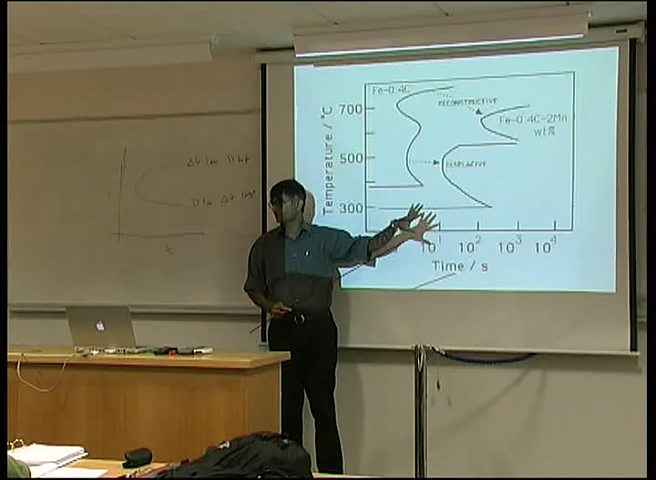 Fe-0.4C
RECONSTRUCTIVE
700
Fe-0.4C-2Mn
wt%
500
DISPLACIVE
300
Temperature / °C
10 10² 10³ 10⁴
Time / s
t